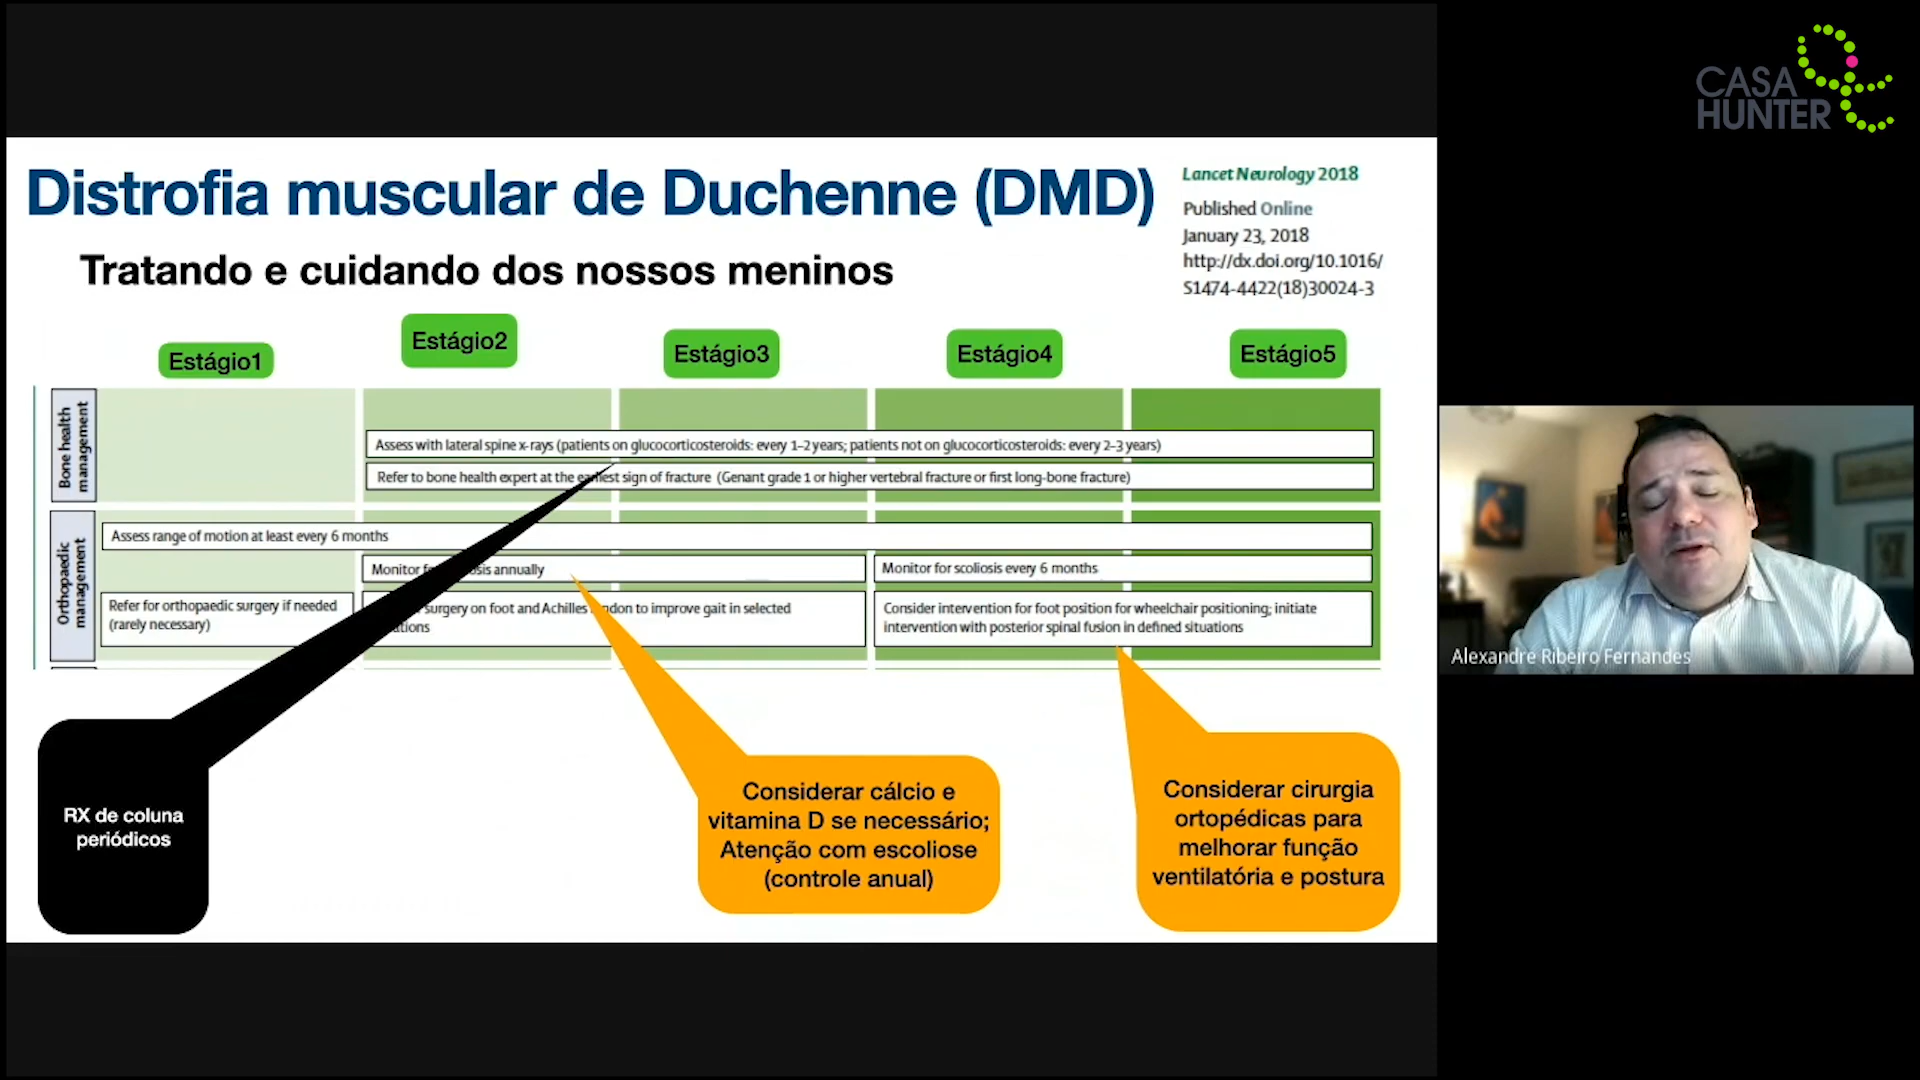 CASA
HUNTER
Distrofia muscular de Duchenne (DMD)
Lancet Neurology 2018
Published Online
January 23, 2018
http://dx.doi.org/10.1016/
S1474-4422(18)30024-3
Tratando e cuidando dos nossos meninos
Estágio1
Estágio2
Estágio3
Estágio4
Estágio5
Bone health
management
Assess with lateral spine x-rays (patients on glucocorticosteroids: every 1–2 years; patients not on glucocorticosteroids: every 2–3 years)
Refer to bone health expert at the earliest sign of fracture (Genant grade 1 or higher vertebral fracture or first long-bone fracture)
Orthopaedic
management
Assess range of motion at least every 6 months
Monitor annually
Monitor for scoliosis every 6 months
Refer for orthopaedic surgery if needed
(rarely necessary)
surgery on foot and Achilles to improve gait in selected
Consider intervention for foot position for wheelchair positioning; initiate
intervention with posterior spinal fusion in defined situations
RX de coluna
periódicos
Considerar cálcio e
vitamina D se necessário;
Atenção com escoliose
(controle anual)
Considerar cirurgia
ortopédicas para
melhorar função
ventilatória e postura
Alexandre Ribeiro Fernandes